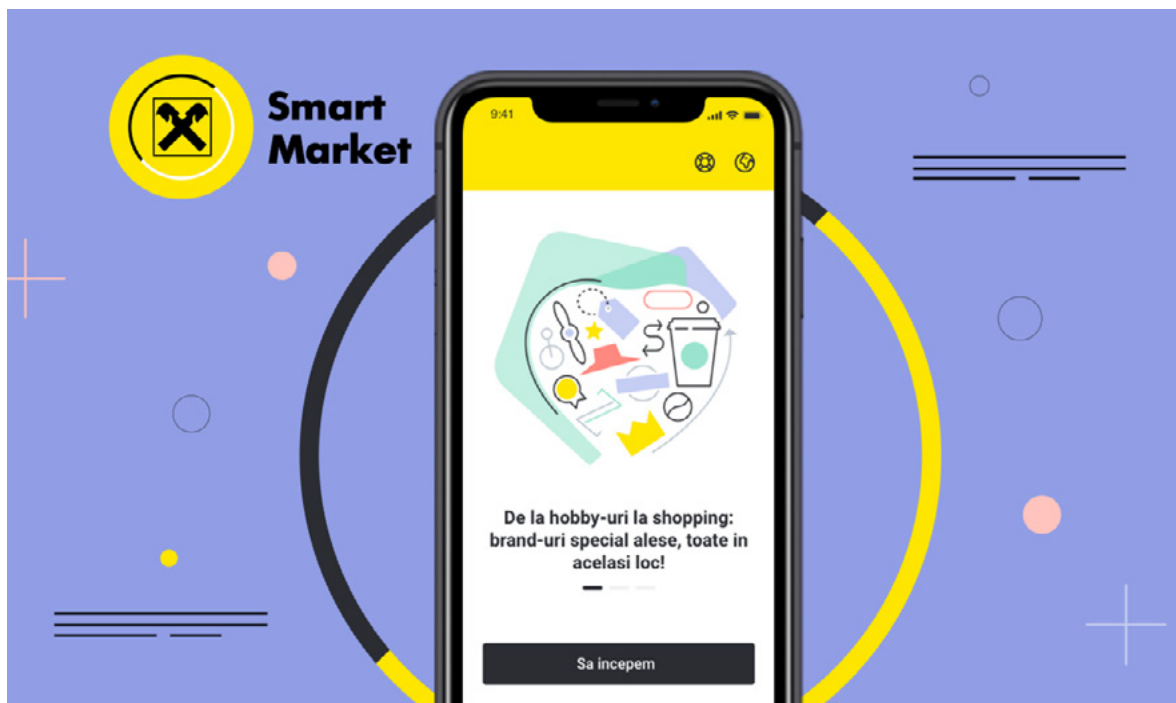 Smart
Market
9:41
De la hobby-uri la shopping:
brand-uri special alese, toate in
acelasi loc!
Sa incepem